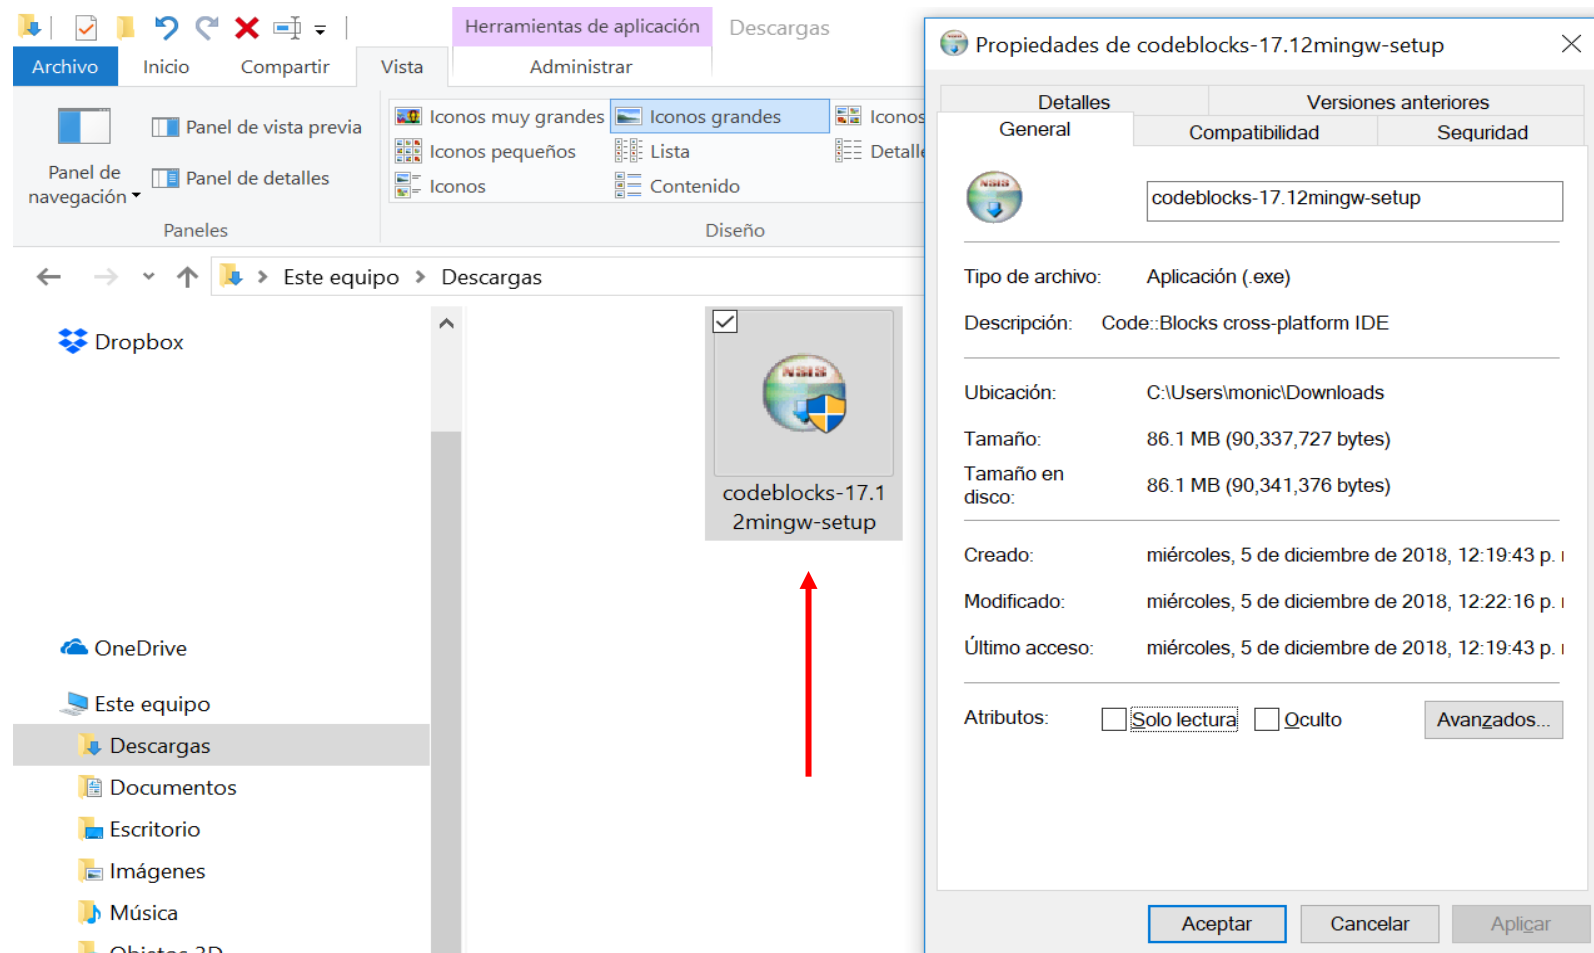 Herramientas de aplicación
Descargas
Archivo
Inicio
Compartir
Vista
Administrar
Panel de navegación
Panel de vista previa
Panel de detalles
Paneles
Iconos muy grandes
Iconos grandes
Iconos
Iconos pequeños
Lista
Iconos
Contenido
Diseño
Este equipo > Descargas
Dropbox
OneDrive
Este equipo
Descargas
Documentos
Escritorio
Imágenes
Música
NSIS
codeblocks-17.1
2mingw-setup
Propiedades de codeblocks-17.12mingw-setup
Detalles
Versiones anteriores
General
Compatibilidad
Seguridad
NSIS
codeblocks-17.12mingw-setup
Tipo de archivo: Aplicación (.exe)
Descripción: Code::Blocks cross-platform IDE
Ubicación: C:\Users\monic\Downloads
Tamaño: 86.1 MB (90,337,727 bytes)
Tamaño en
disco: 86.1 MB (90,341,376 bytes)
Creado: miércoles, 5 de diciembre de 2018, 12:19:43 p.
Modificado: miércoles, 5 de diciembre de 2018, 12:22:16 p.
Último acceso: miércoles, 5 de diciembre de 2018, 12:19:43 p.
Atributos: Solo lectura Oculto Avanzados...
Aceptar Cancelar Aplicar